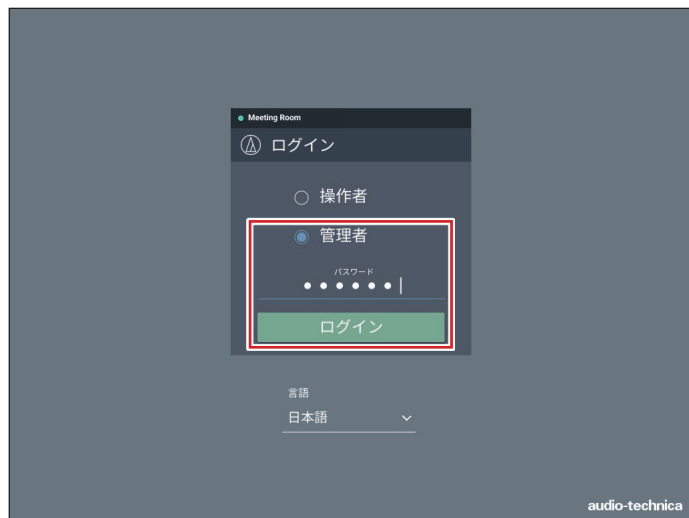 Meeting Room
ログイン
操作者
管理者
パスワード
ログイン
言語
日本語
audio-technica